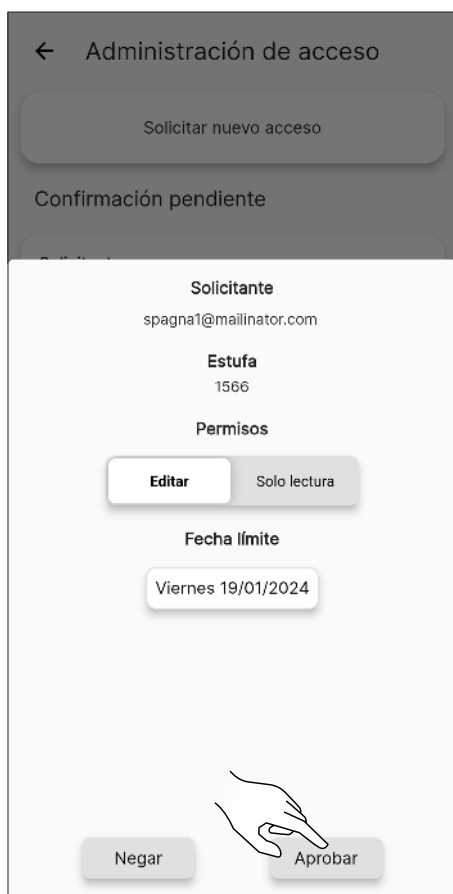 Administración de acceso
Solicitar nuevo acceso
Confirmación pendiente
Solicitante
spagna1@mailinator.com
Estufa
1566
Permisos
Editar Solo lectura
Fecha límite
Viernes 19/01/2024
Negar Aprobar